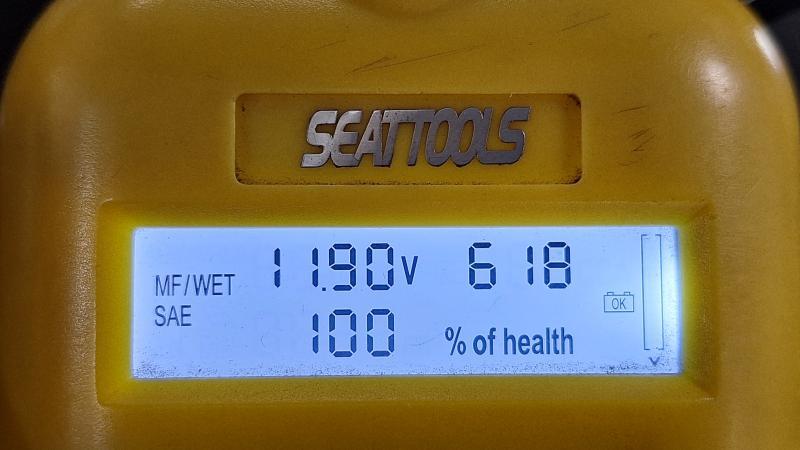 SEATTOOLS
MF/WET 11.90V 618
SAE
OK
100 % of health